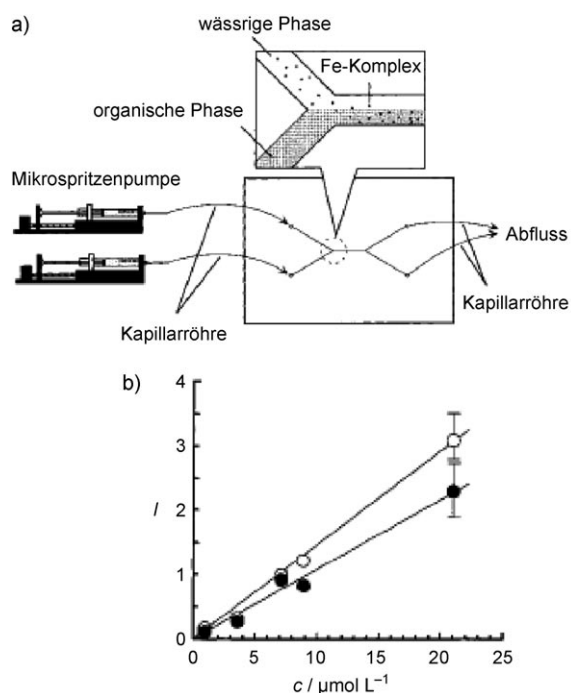 a)
wässrige Phase
Fe-Komplex
organische Phase
Mikrospritzenpumpe
Abfluss
Kapillarröhre
Kapillarröhre
b)
4
3
I
2
1
0
0 5 10 15 20 25
c / µmol L⁻¹